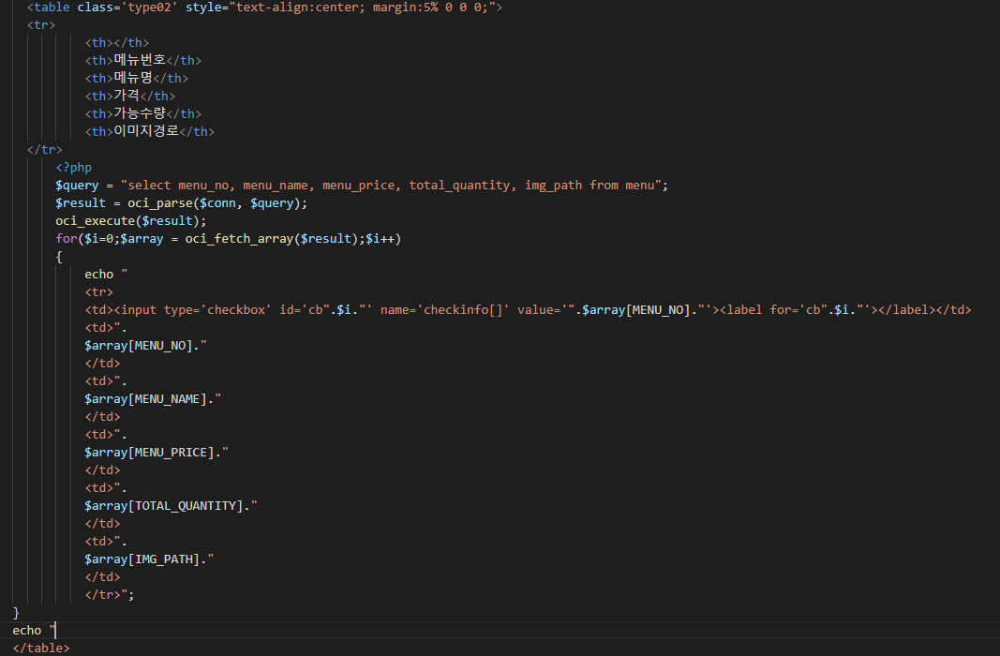 <table class='type02' style="text-align:center; margin:5% 0 0 0;">
<tr>
<th></th>
<th>메뉴번호</th>
<th>메뉴명</th>
<th>가격</th>
<th>가능수량</th>
<th>이미지경로</th>
</tr>
<?php
$query = "select menu_no, menu_name, menu_price, total_quantity, img_path from menu";
$result = oci_parse($conn, $query);
oci_execute($result);
for($i=0;$array = oci_fetch_array($result);$i++)
{
echo "
<tr>
<td><input type='checkbox' id='cb".$i."' name='checkinfo[]' value='".$array[MENU_NO]."'><label for='cb".$i."'></label></td>
<td>".
$array[MENU_NO]."
</td>
<td>".
$array[MENU_NAME]."
</td>
<td>".
$array[MENU_PRICE]."
</td>
<td>".
$array[TOTAL_QUANTITY]."
</td>
<td>".
$array[IMG_PATH]."
</td>
</tr>";
}
echo "
</table>